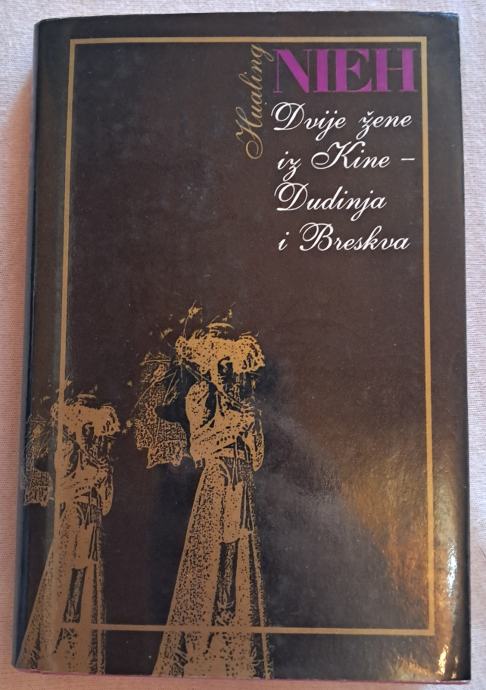 Hualing
NIEH
Dvije žene
iz Kine –
Dudinja
i Breskva